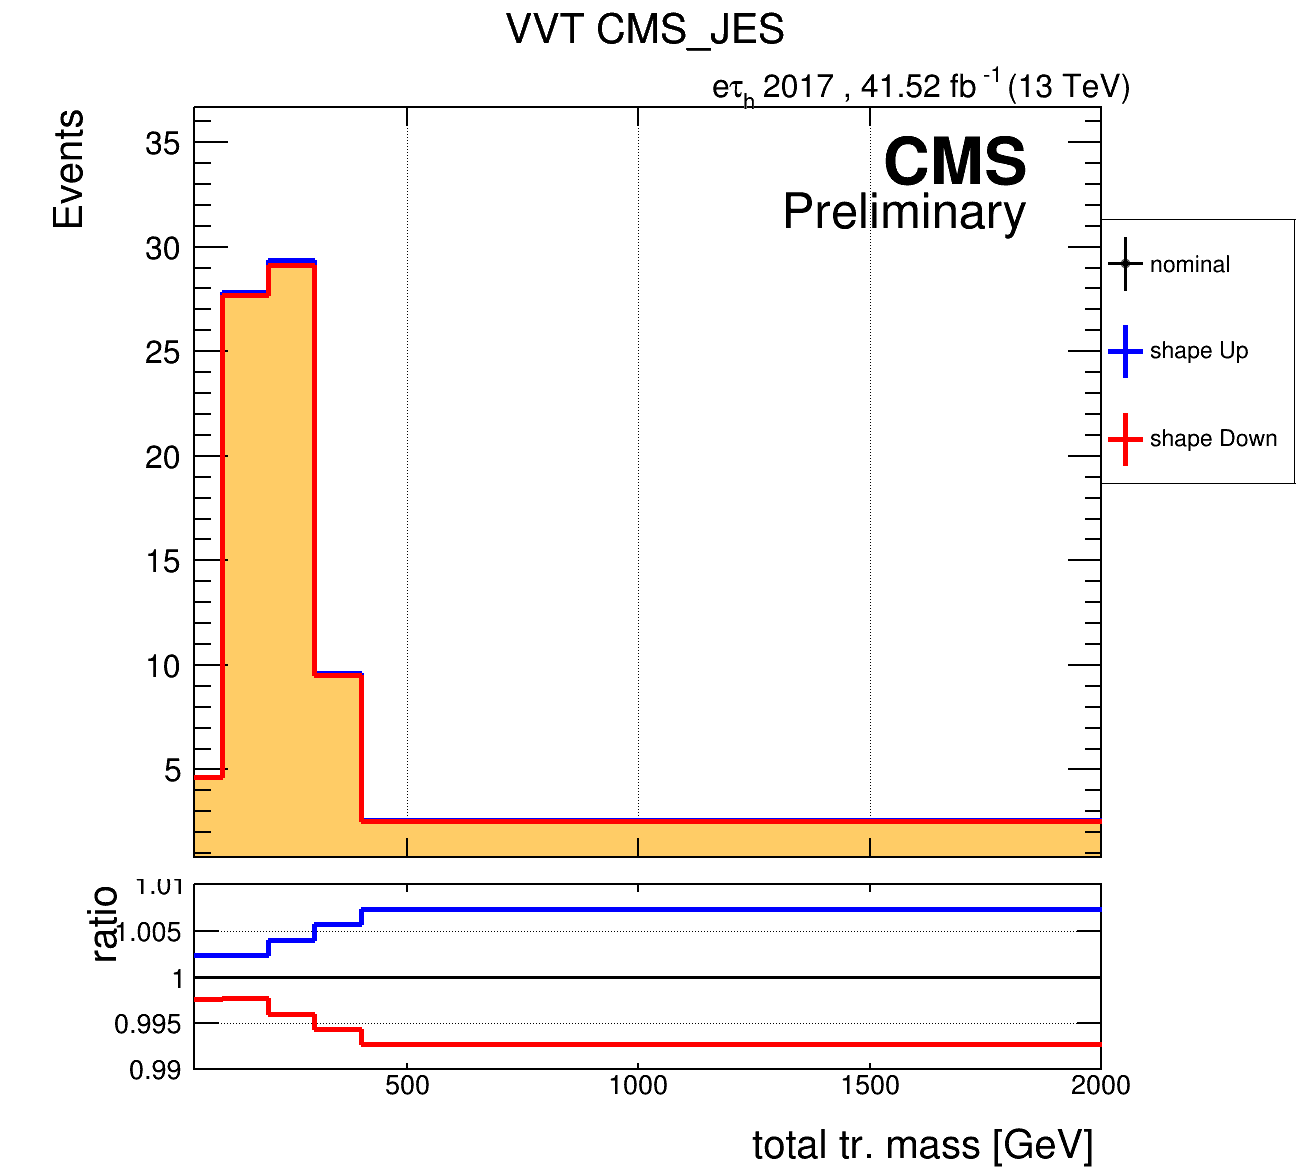 VVT CMS_JES
eτh 2017 , 41.52 fb -1 (13 TeV)
Events
CMS
Preliminary
35
30
25
20
15
10
5
nominal
shape Up
shape Down
ratio
1.01
1.005
1
0.995
0.99
500 1000 1500 2000
total tr. mass [GeV]